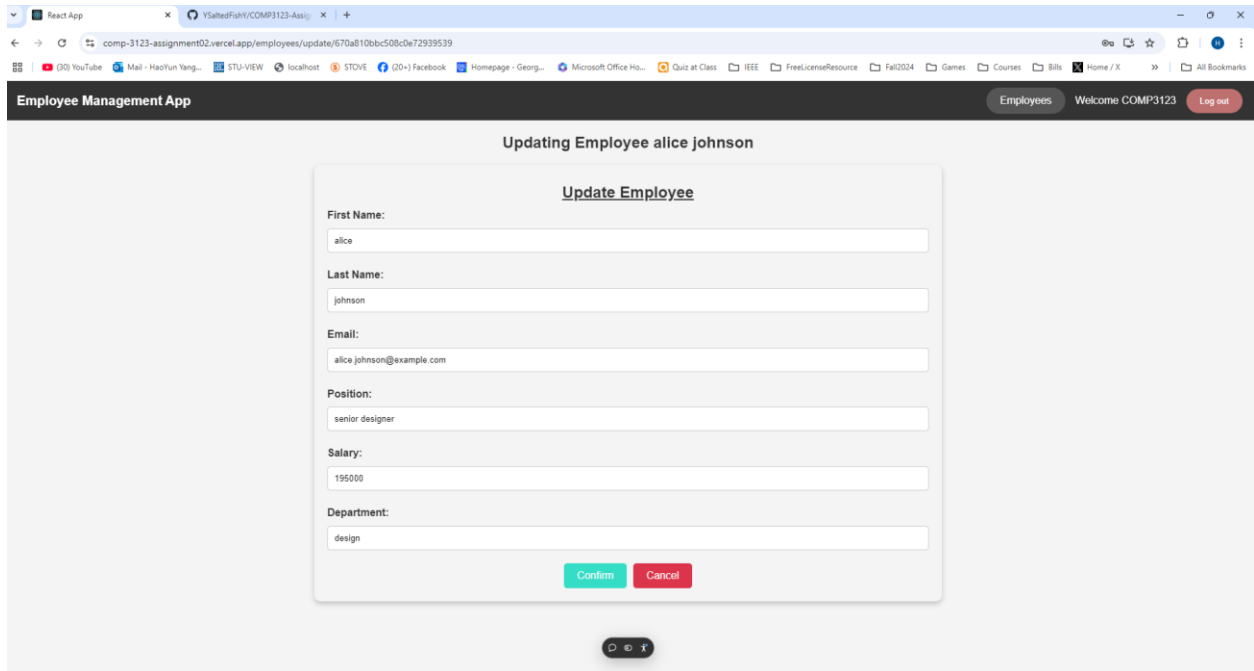 React App
YSaltedFishY/COMP3123-Assig
comp-3123-assignment02.vercel.app/employees/update/670a810bbc508c0e72939539
(30) YouTube Mail - HaoYun Yang... STU-VIEW localhost STOVE (20+) Facebook Homepage - Georg... Microsoft Office Ho... Quiz at Class IEEE FreeLicenseResource Fall2024 Games Courses Bills Home / X » All Bookmarks
Employee Management App Employees Welcome COMP3123 Log out
Updating Employee alice johnson
Update Employee
First Name:
alice
Last Name:
johnson
Email:
alice.johnson@example.com
Position:
senior designer
Salary:
195000
Department:
design
Confirm Cancel